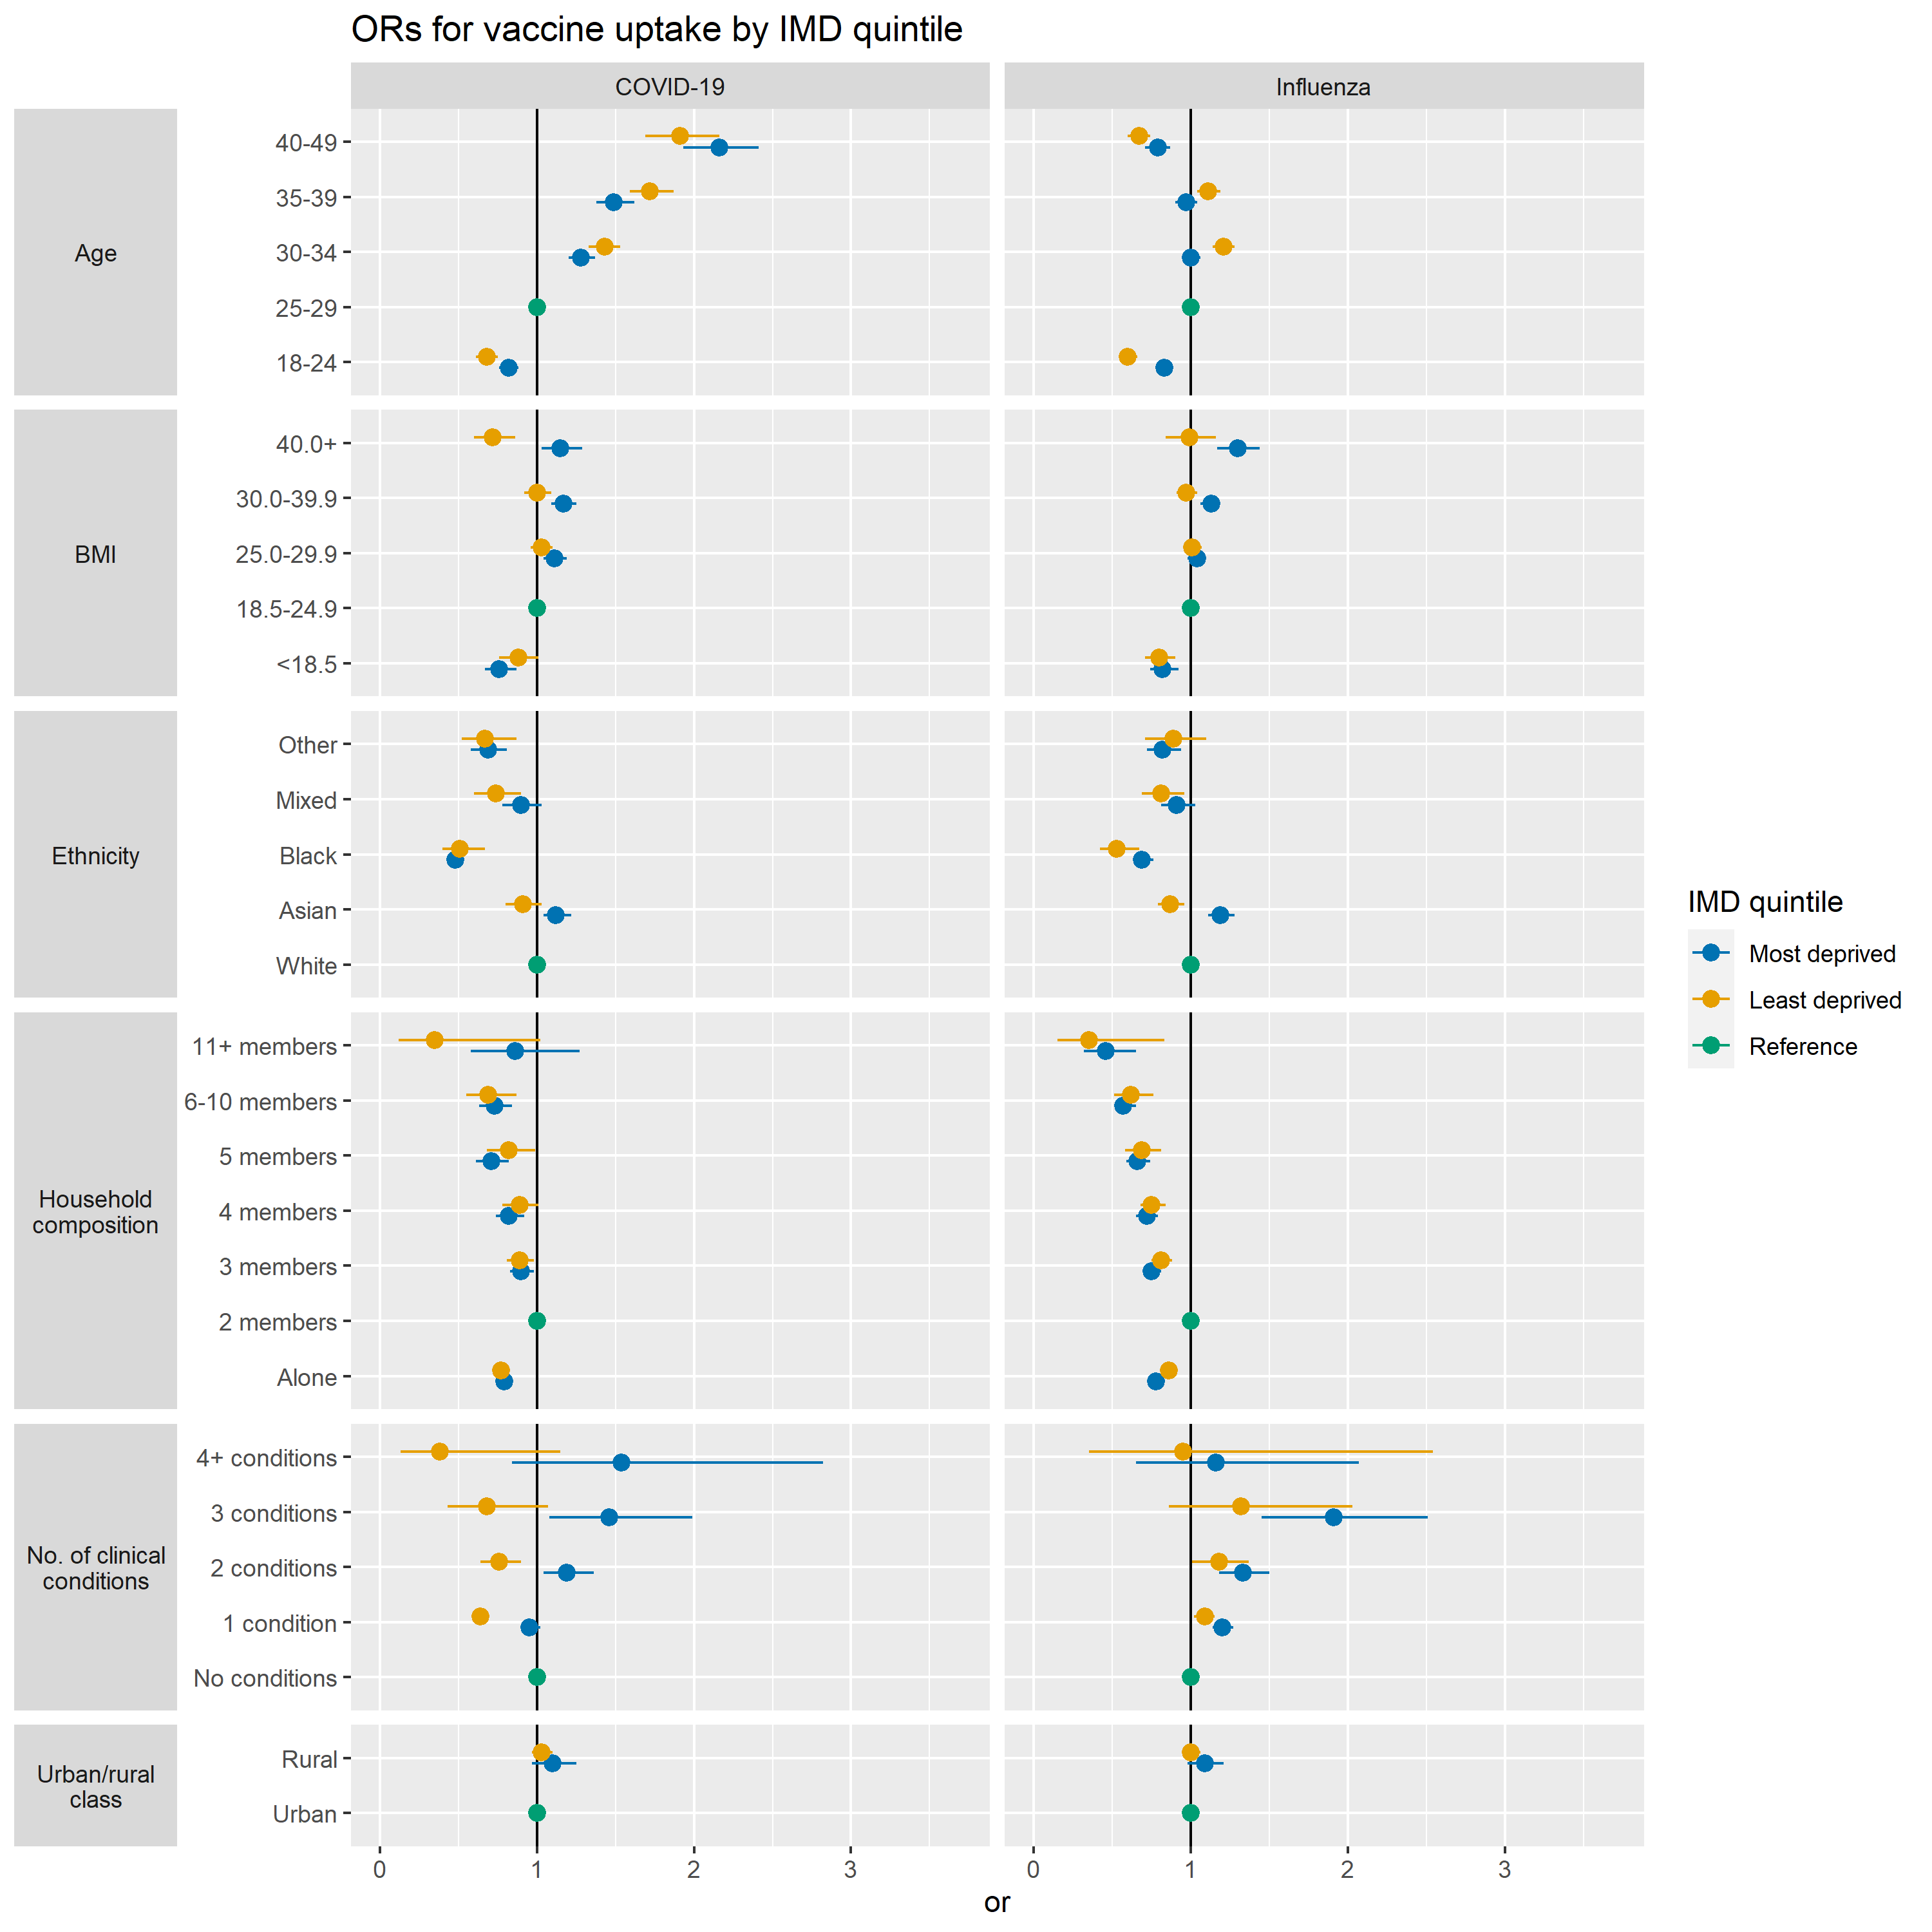 ORs for vaccine uptake by IMD quintile
COVID-19
Influenza
Age
40-49
35-39
30-34
25-29
18-24
BMI
40.0+
30.0-39.9
25.0-29.9
18.5-24.9
<18.5
Ethnicity
Other
Mixed
Black
Asian
White
Household
composition
11+ members
6-10 members
5 members
4 members
3 members
2 members
Alone
No. of clinical
conditions
4+ conditions
3 conditions
2 conditions
1 condition
No conditions
Urban/rural
class
Rural
Urban
0 1 2 3
0 1 2 3
or
IMD quintile
Most deprived
Least deprived
Reference